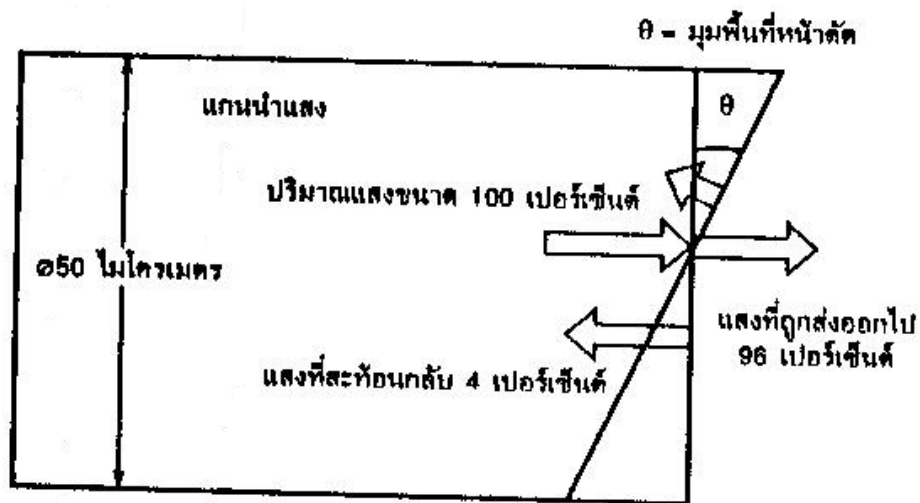 θ = มุมพื้นที่หน้าตัด
θ
แกนนำแสง
ปริมาณแสงขนาด 100 เปอร์เซ็นต์
ø50 ไมโครเมตร
แสงที่ถูกส่งออกไป
96 เปอร์เซ็นต์
แสงที่สะท้อนกลับ 4 เปอร์เซ็นต์